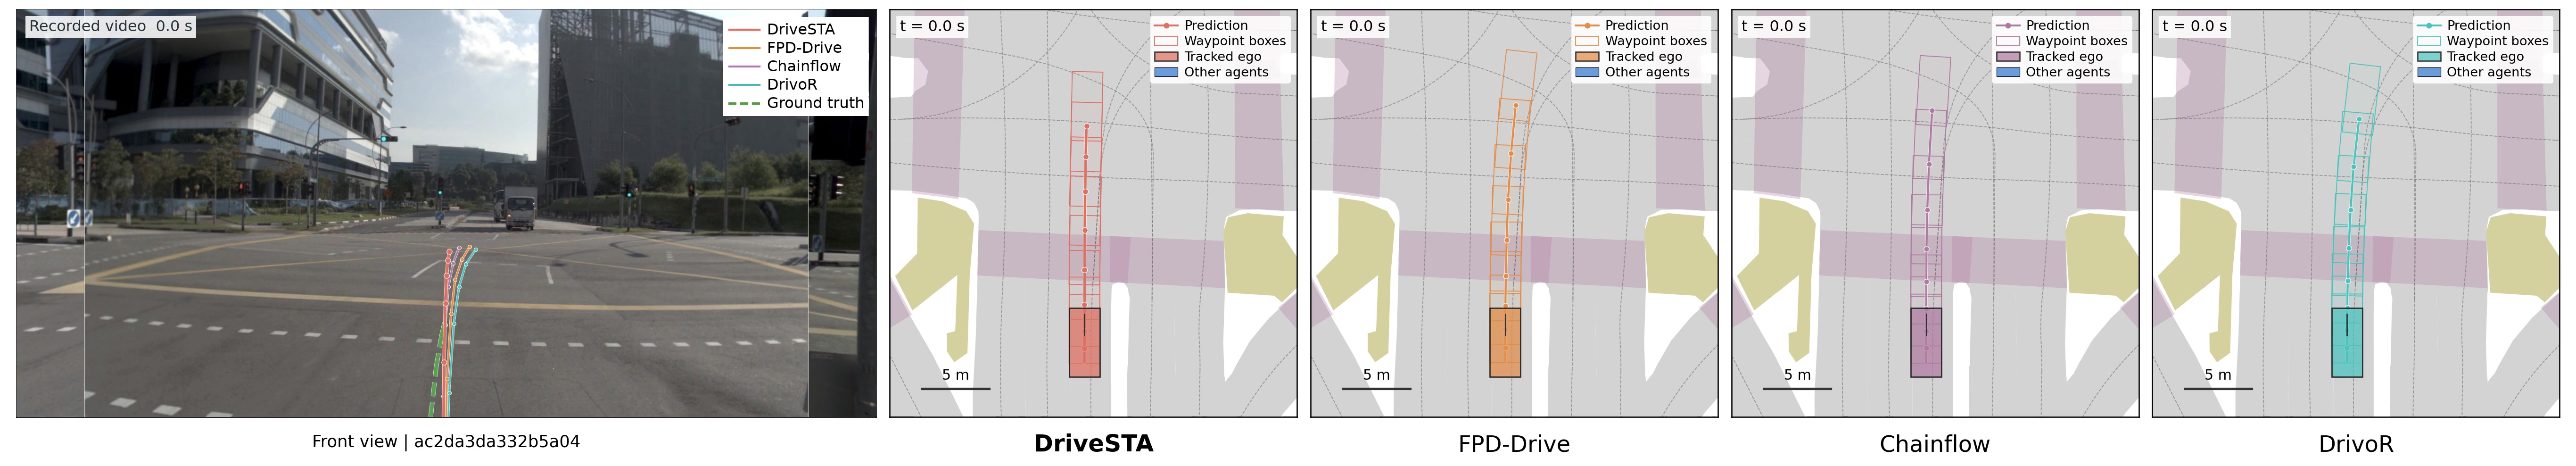 Recorded video 0.0 s
DriveSTA
FPD-Drive
Chainflow
DrivoR
Ground truth
Front view | ac2da3da332b5a04
t = 0.0 s
Prediction
Waypoint boxes
Tracked ego
Other agents
5 m
DriveSTA
t = 0.0 s
Prediction
Waypoint boxes
Tracked ego
Other agents
5 m
FPD-Drive
t = 0.0 s
Prediction
Waypoint boxes
Tracked ego
Other agents
5 m
Chainflow
t = 0.0 s
Prediction
Waypoint boxes
Tracked ego
Other agents
5 m
DrivoR